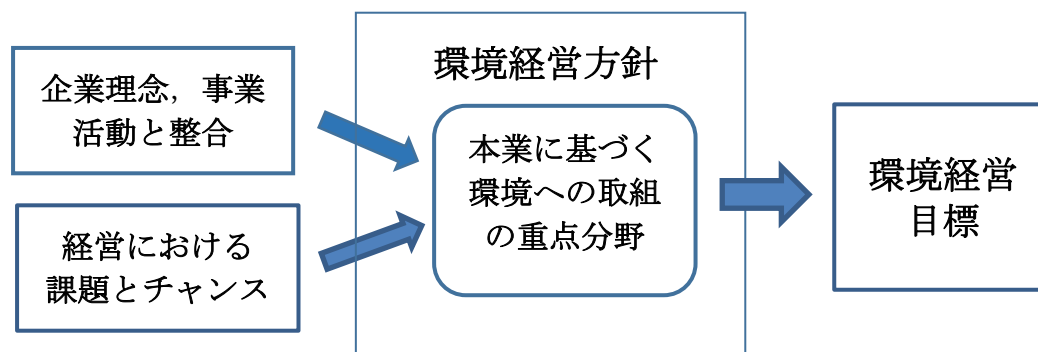 企業理念，事業
活動と整合
経営における
課題とチャンス
環境経営方針
本業に基づく
環境への取組
の重点分野
環境経営
目標